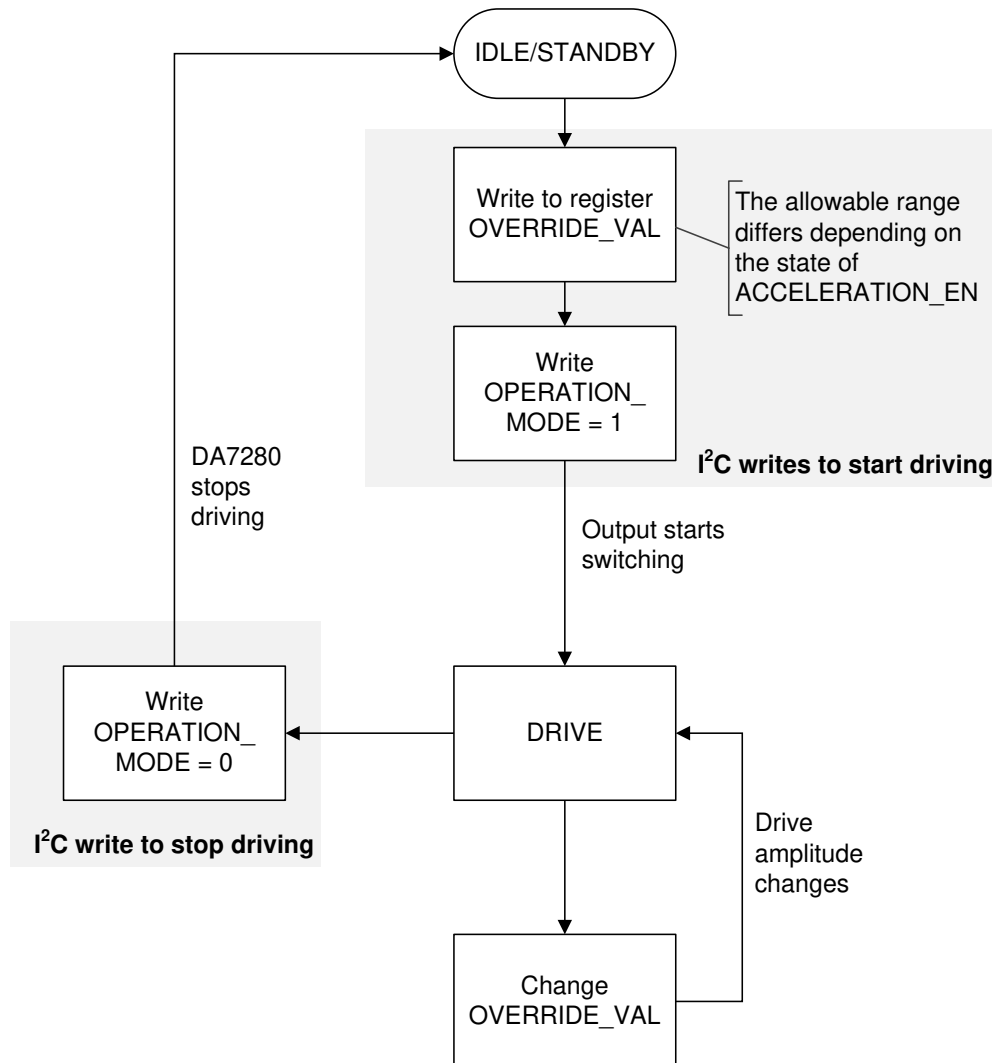 IDLE/STANDBY
Write to register
OVERRIDE_VAL
The allowable range
differs depending on
the state of
ACCELERATION_EN
Write
OPERATION_
MODE = 1
I²C writes to start driving
DA7280
stops
driving
Output starts
switching
Write
OPERATION_
MODE = 0
DRIVE
I²C write to stop driving
Drive
amplitude
changes
Change
OVERRIDE_VAL